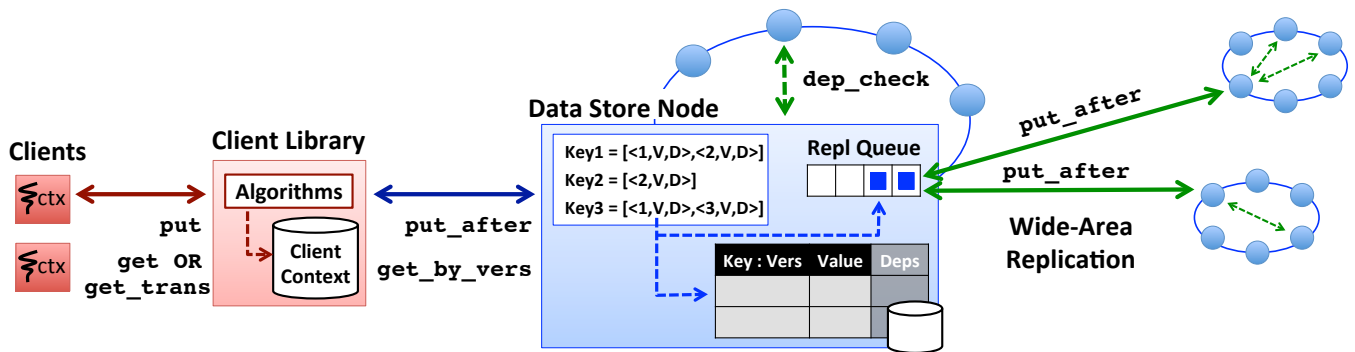 Clients
ctx
ctx
put
get OR
get_trans
Client Library
Algorithms
Client
Context
put_after
get_by_vers
Data Store Node
dep_check
Key1 = [<1,V,D>,<2,V,D>]
Key2 = [<2,V,D>]
Key3 = [<1,V,D>,<3,V,D>]
Repl Queue
Key : Vers Value Deps
put_after
put_after
Wide-Area
Replication